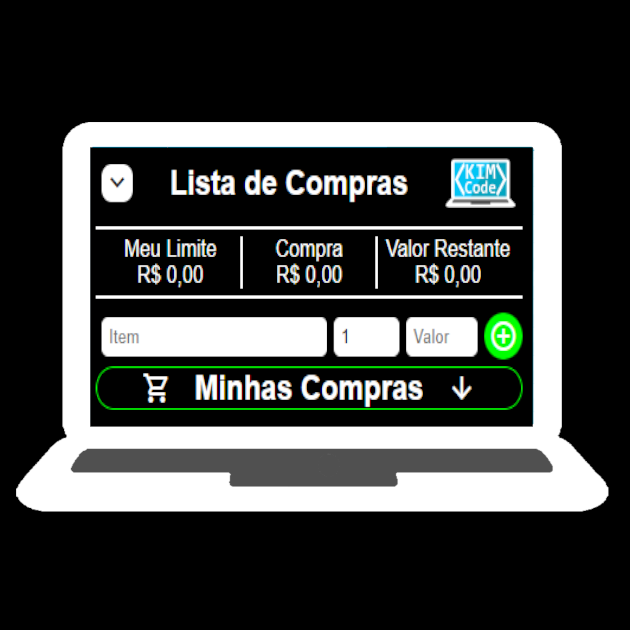 Lista de Compras
<KIM
Code>
Meu Limite Compra Valor Restante
R$ 0,00 R$ 0,00 R$ 0,00
Item 1 Valor
Minhas Compras